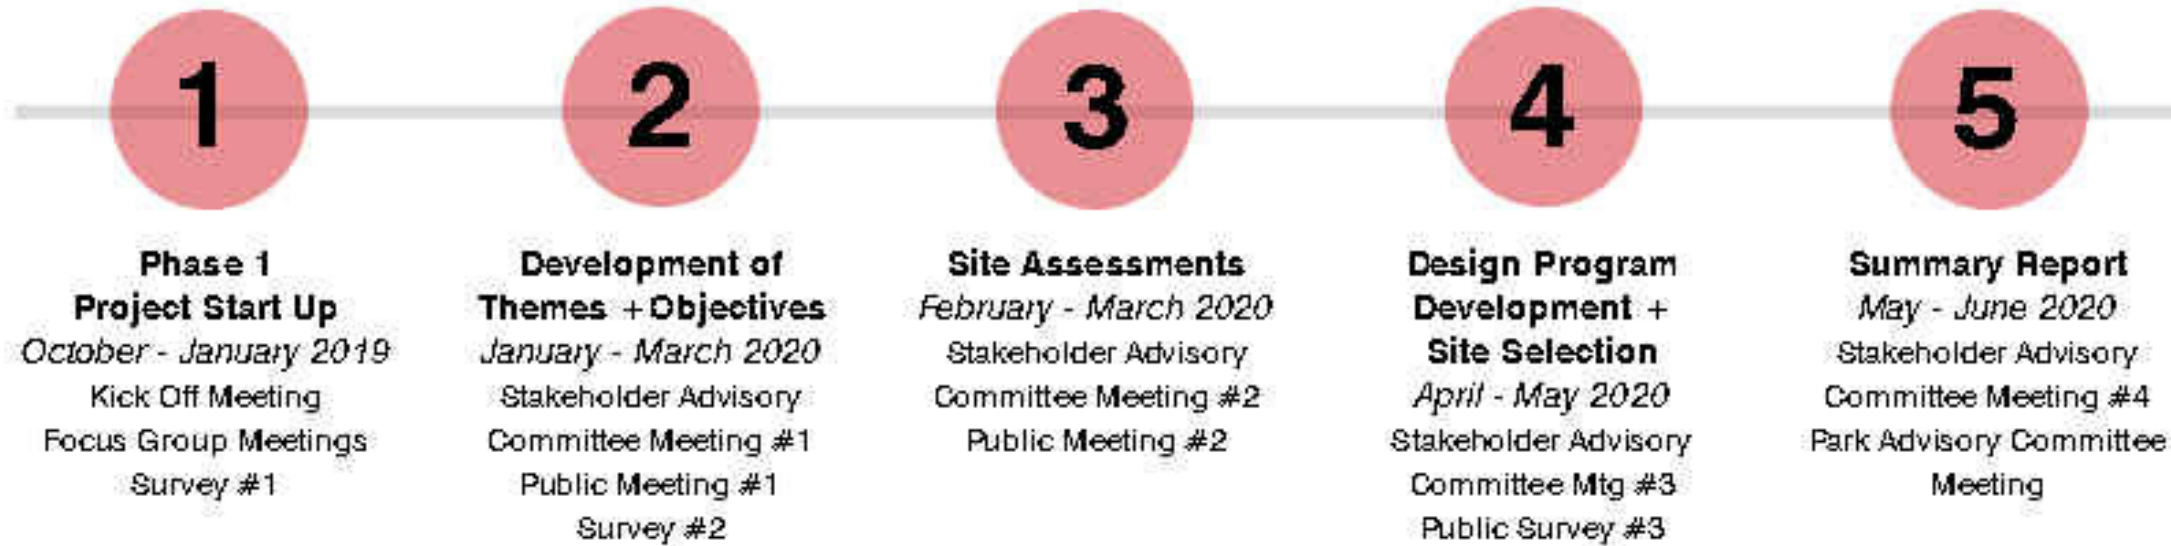 1
2
3
4
5
Phase 1
Project Start Up
October - January 2019
Kick Off Meeting
Focus Group Meetings
Survey #1
Development of
Themes + Objectives
January - March 2020
Stakeholder Advisory
Committee Meeting #1
Public Meeting #1
Survey #2
Site Assessments
February - March 2020
Stakeholder Advisory
Committee Meeting #2
Public Meeting #2
Design Program
Development +
Site Selection
April - May 2020
Stakeholder Advisory
Committee Mtg #3
Public Survey #3
Summary Report
May - June 2020
Stakeholder Advisory
Committee Meeting #4
Park Advisory Committee
Meeting